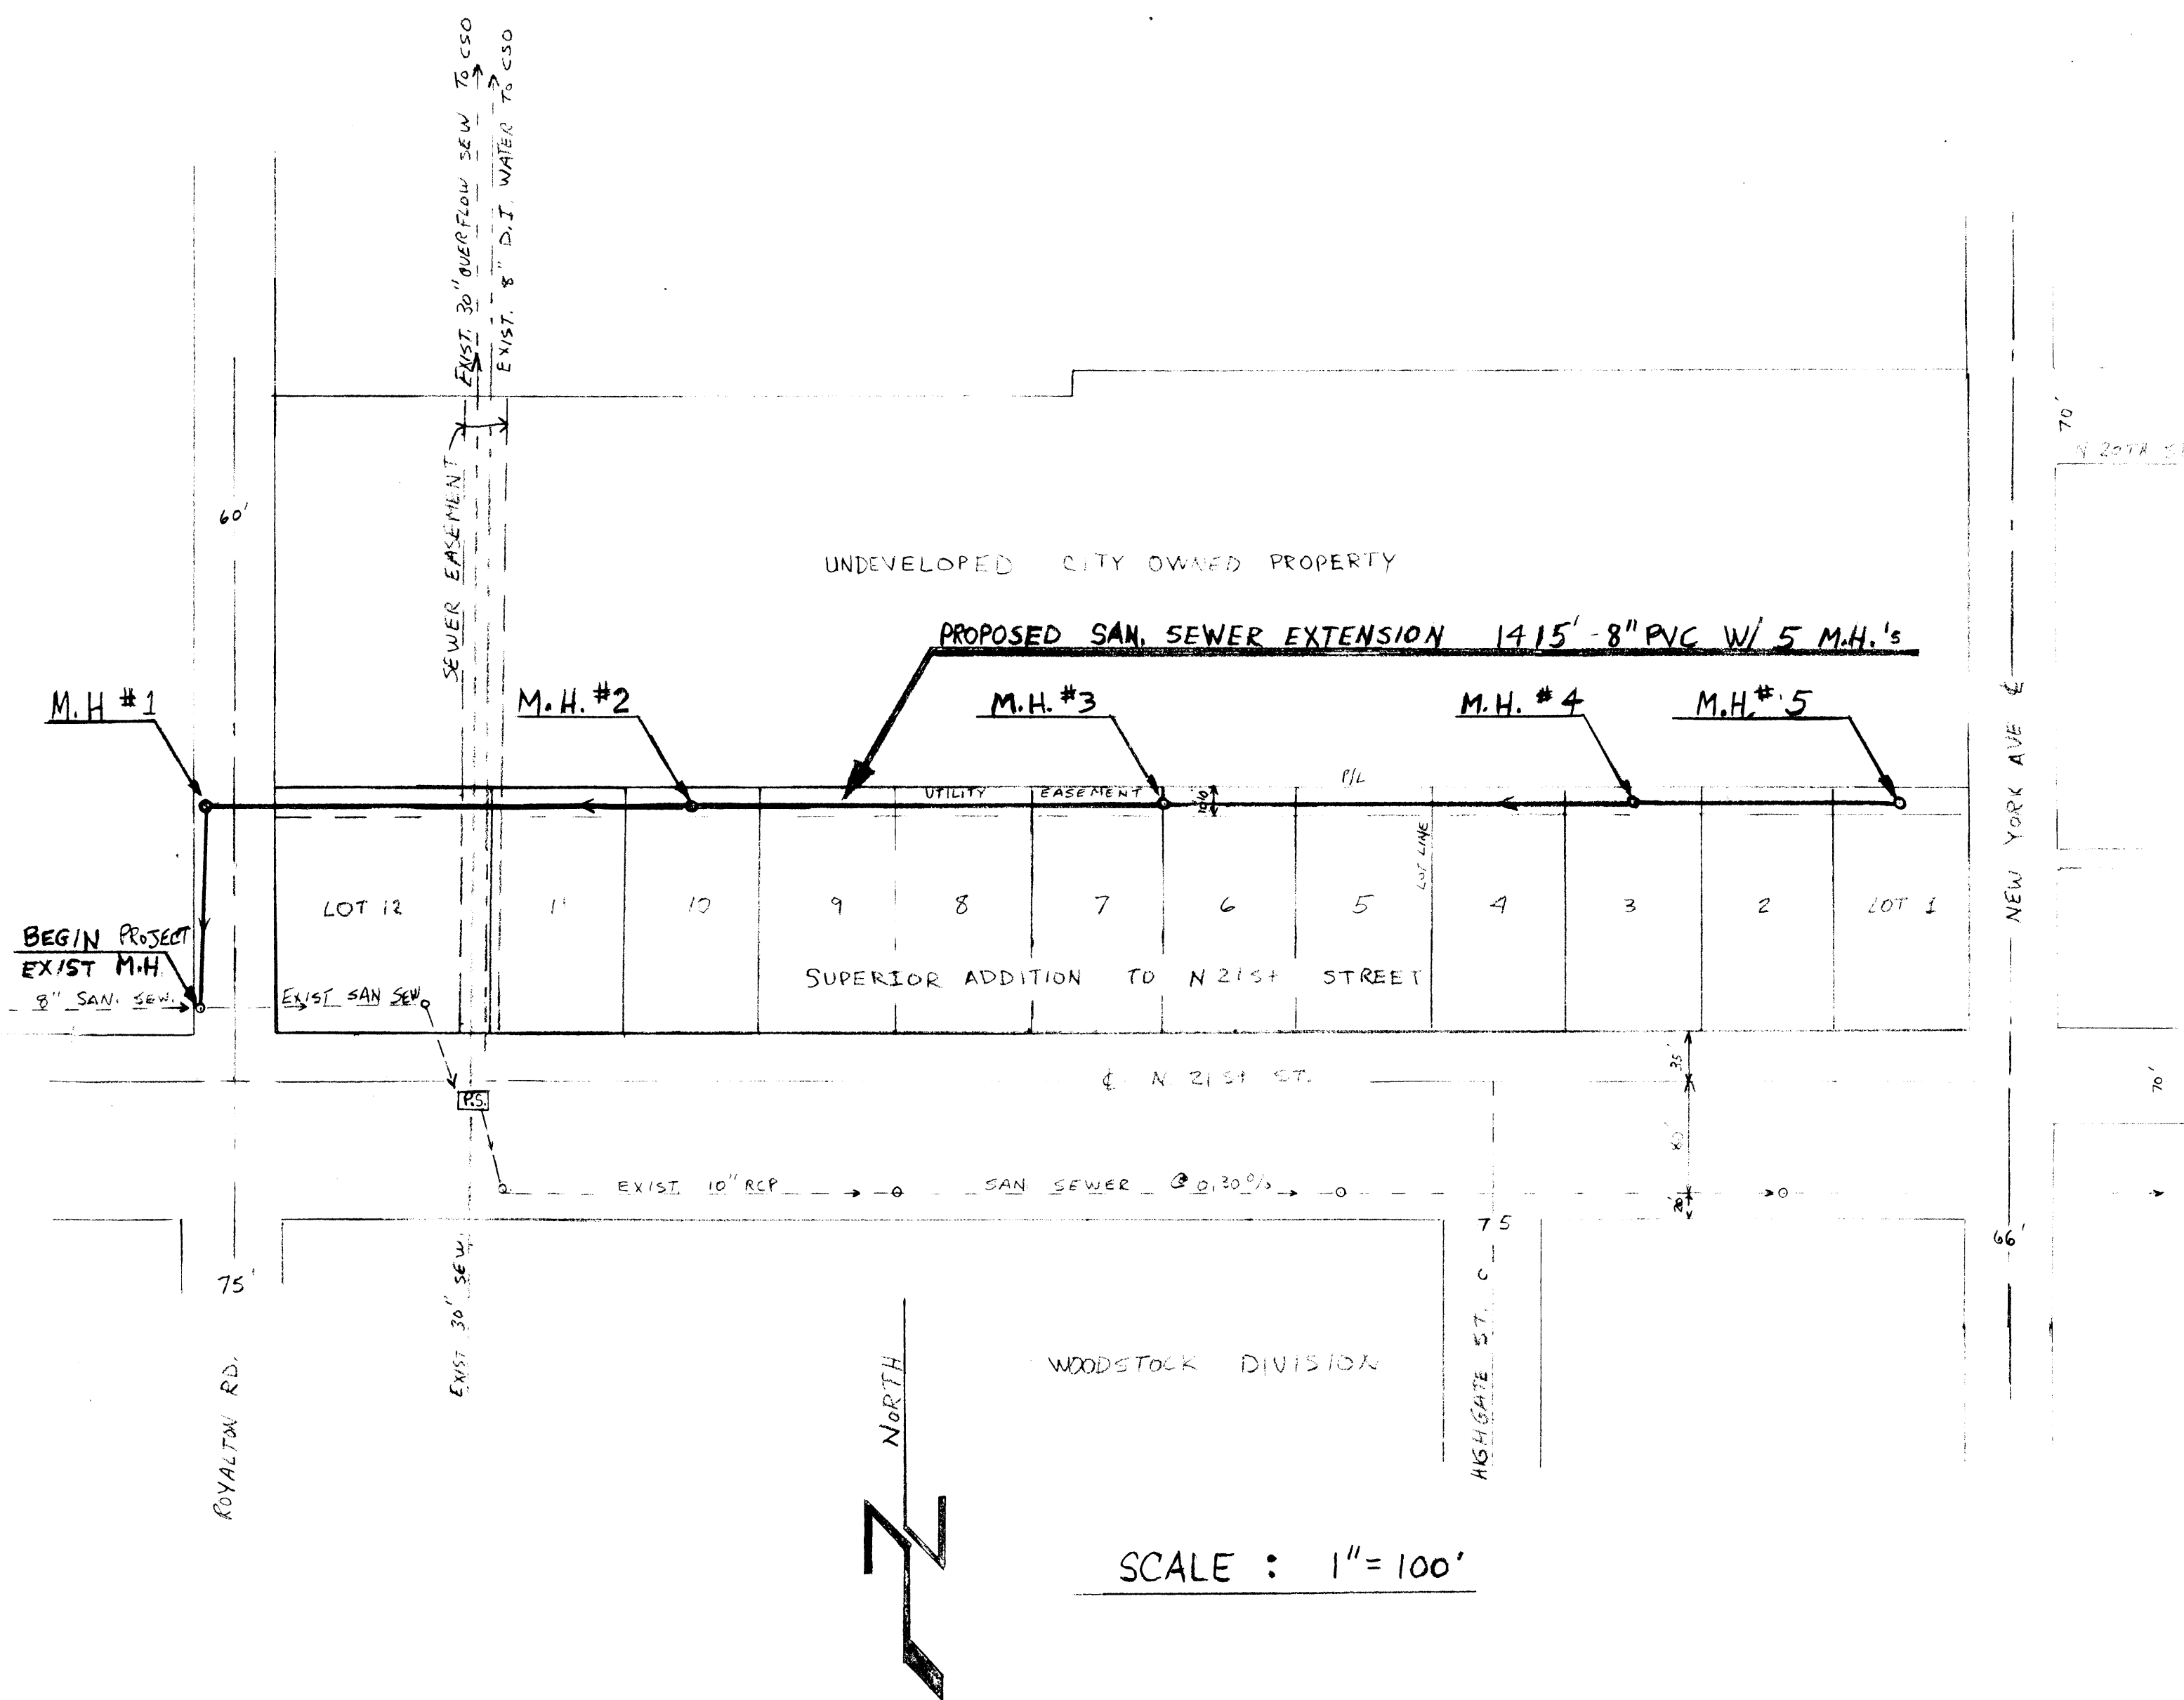 EXIST. 30" OVERFLOW SEW TO CSO
EXIST. 8" D.I. WATER TO CSO
60'
SEWER EASEMENT
70'
N 20TH
UNDEVELOPED CITY OWNED PROPERTY
PROPOSED SAN. SEWER EXTENSION 1415' - 8" PVC W/ 5 M.H.'s
M.H #1
M.H. #2
M.H. #3
M.H. #4
M.H.# 5
NEW YORK AVE ℄
P/L
UTILITY EASEMENT
LOT LINE
LOT 12
11
10
9
8
7
6
5
4
3
2
LOT 1
BEGIN PROJECT
EXIST M.H.
8" SAN. SEW.
EXIST SAN SEW.
SUPERIOR ADDITION TO N 21st STREET
35'
℄ N 21st ST.
70'
P.S.
60'
EXIST 10" RCP SAN SEWER @ 0.30%
20'
75
66'
75'
EXIST 30" SEW.
ROYALTON RD.
NORTH
WOODSTOCK DIVISION
HIGHGATE ST. C
SCALE : 1" = 100'